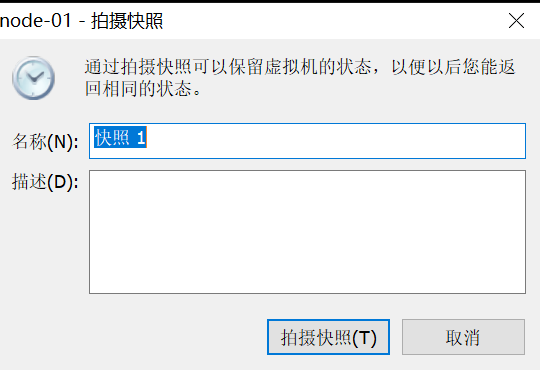 node-01 - 拍摄快照
通过拍摄快照可以保留虚拟机的状态，以便以后您能返
回相同的状态。
名称(N):
快照 1
描述(D):
拍摄快照(T)
取消